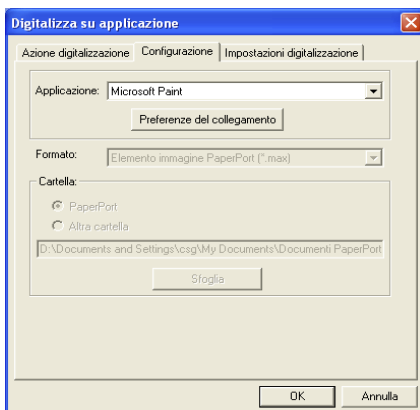 Digitalizza su applicazione
Azione digitalizzazione Configurazione Impostazioni digitalizzazione
Applicazione: Microsoft Paint
Preferenze del collegamento
Formato: Elemento immagine PaperPort (*.max)
Cartella:
PaperPort
Altra cartella
D:\Documents and Settings\csg\My Documents\Documenti PaperPort
Sfoglia
OK Annulla